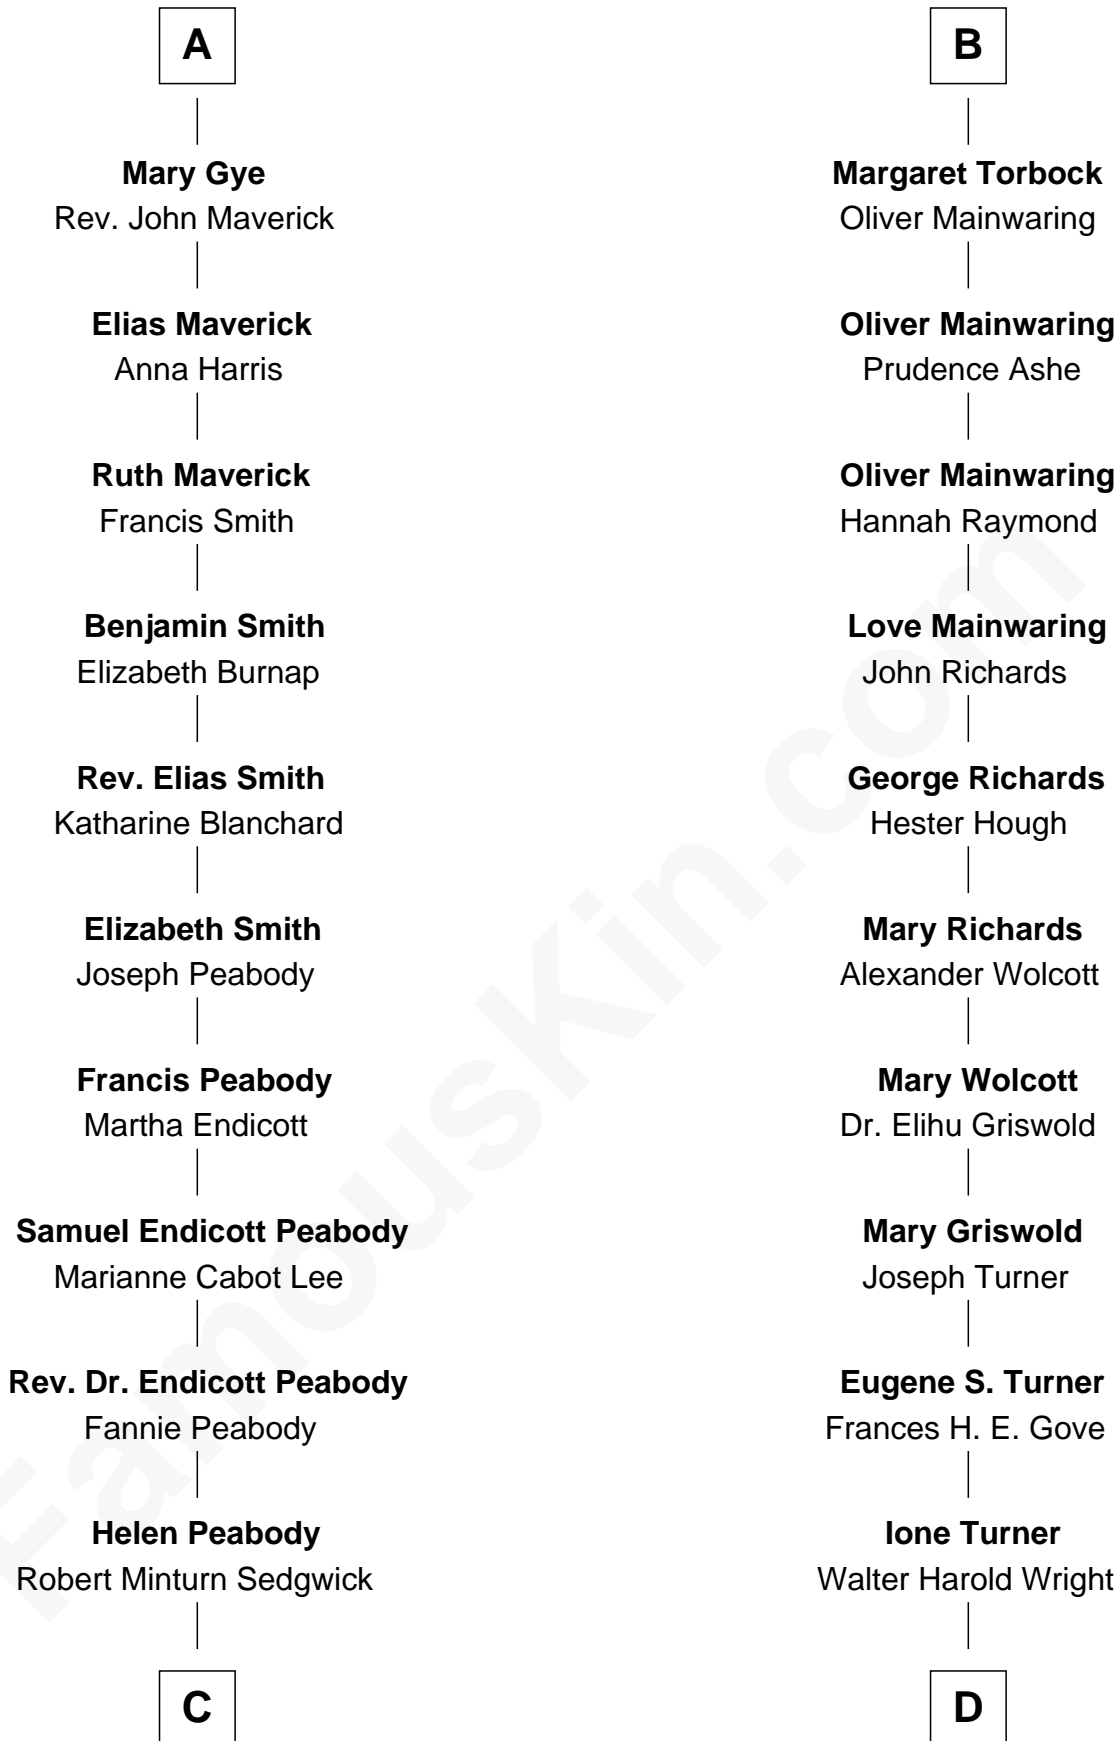 A
Mary Gye
Rev. John Maverick
Elias Maverick
Anna Harris
Ruth Maverick
Francis Smith
Benjamin Smith
Elizabeth Burnap
Rev. Elias Smith
Katharine Blanchard
Elizabeth Smith
Joseph Peabody
Francis Peabody
Martha Endicott
Samuel Endicott Peabody
Marianne Cabot Lee
Rev. Dr. Endicott Peabody
Fannie Peabody
Helen Peabody
Robert Minturn Sedgwick
C
B
Margaret Torbock
Oliver Mainwaring
Oliver Mainwaring
Prudence Ashe
Oliver Mainwaring
Hannah Raymond
Love Mainwaring
John Richards
George Richards
Hester Hough
Mary Richards
Alexander Wolcott
Mary Wolcott
Dr. Elihu Griswold
Mary Griswold
Joseph Turner
Eugene S. Turner
Frances H. E. Gove
Ione Turner
Walter Harold Wright
D
FamousKin.com